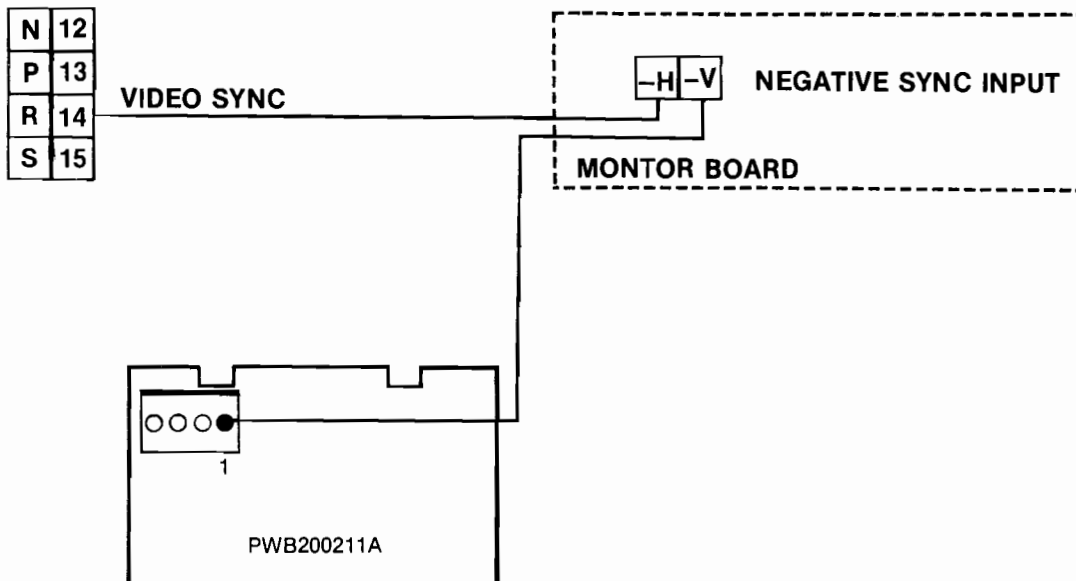 N 12
P 13
R 14
S 15
VIDEO SYNC
–H –V
NEGATIVE SYNC INPUT
MONTOR BOARD
1
PWB200211A